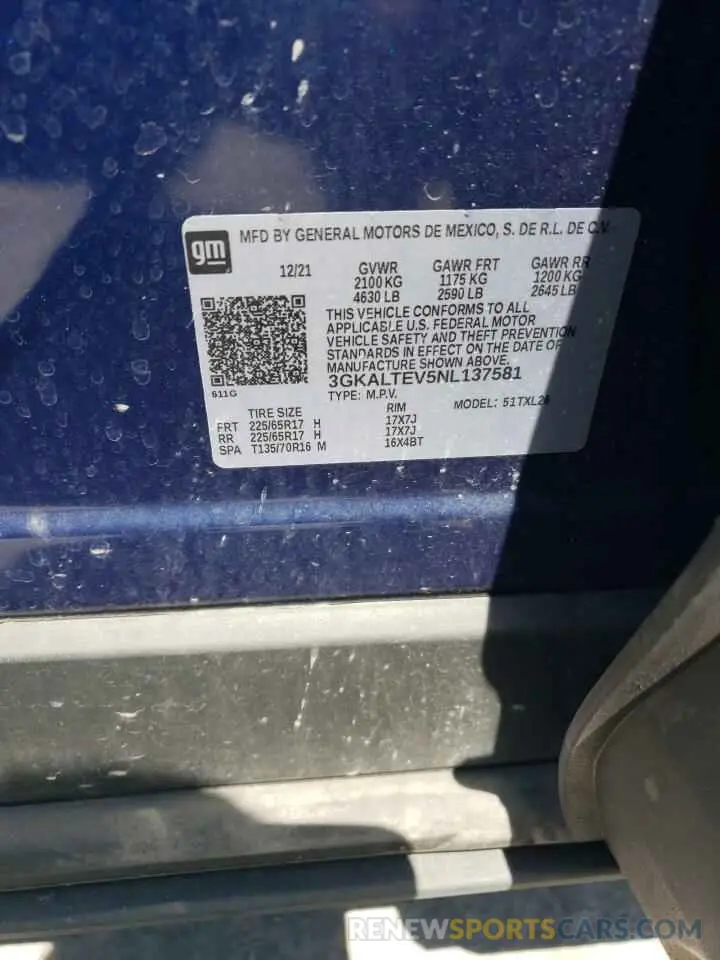 gm
MFD BY GENERAL MOTORS DE MEXICO, S. DE R.L. DE C.V.
12/21 GVWR GAWR FRT GAWR RR
2100 KG 1175 KG 1200 KG
4630 LB 2590 LB 2645 LB
THIS VEHICLE CONFORMS TO ALL
APPLICABLE U.S. FEDERAL MOTOR
VEHICLE SAFETY AND THEFT PREVENTION
STANDARDS IN EFFECT ON THE DATE OF
MANUFACTURE SHOWN ABOVE.
3GKALTEV5NL137581
611G
TYPE: M.P.V. MODEL: 51TXL26
TIRE SIZE RIM
FRT 225/65R17 H 17X7J
RR 225/65R17 H 17X7J
SPA T135/70R16 M 16X4BT
RENEWSPORTSCARS.COM